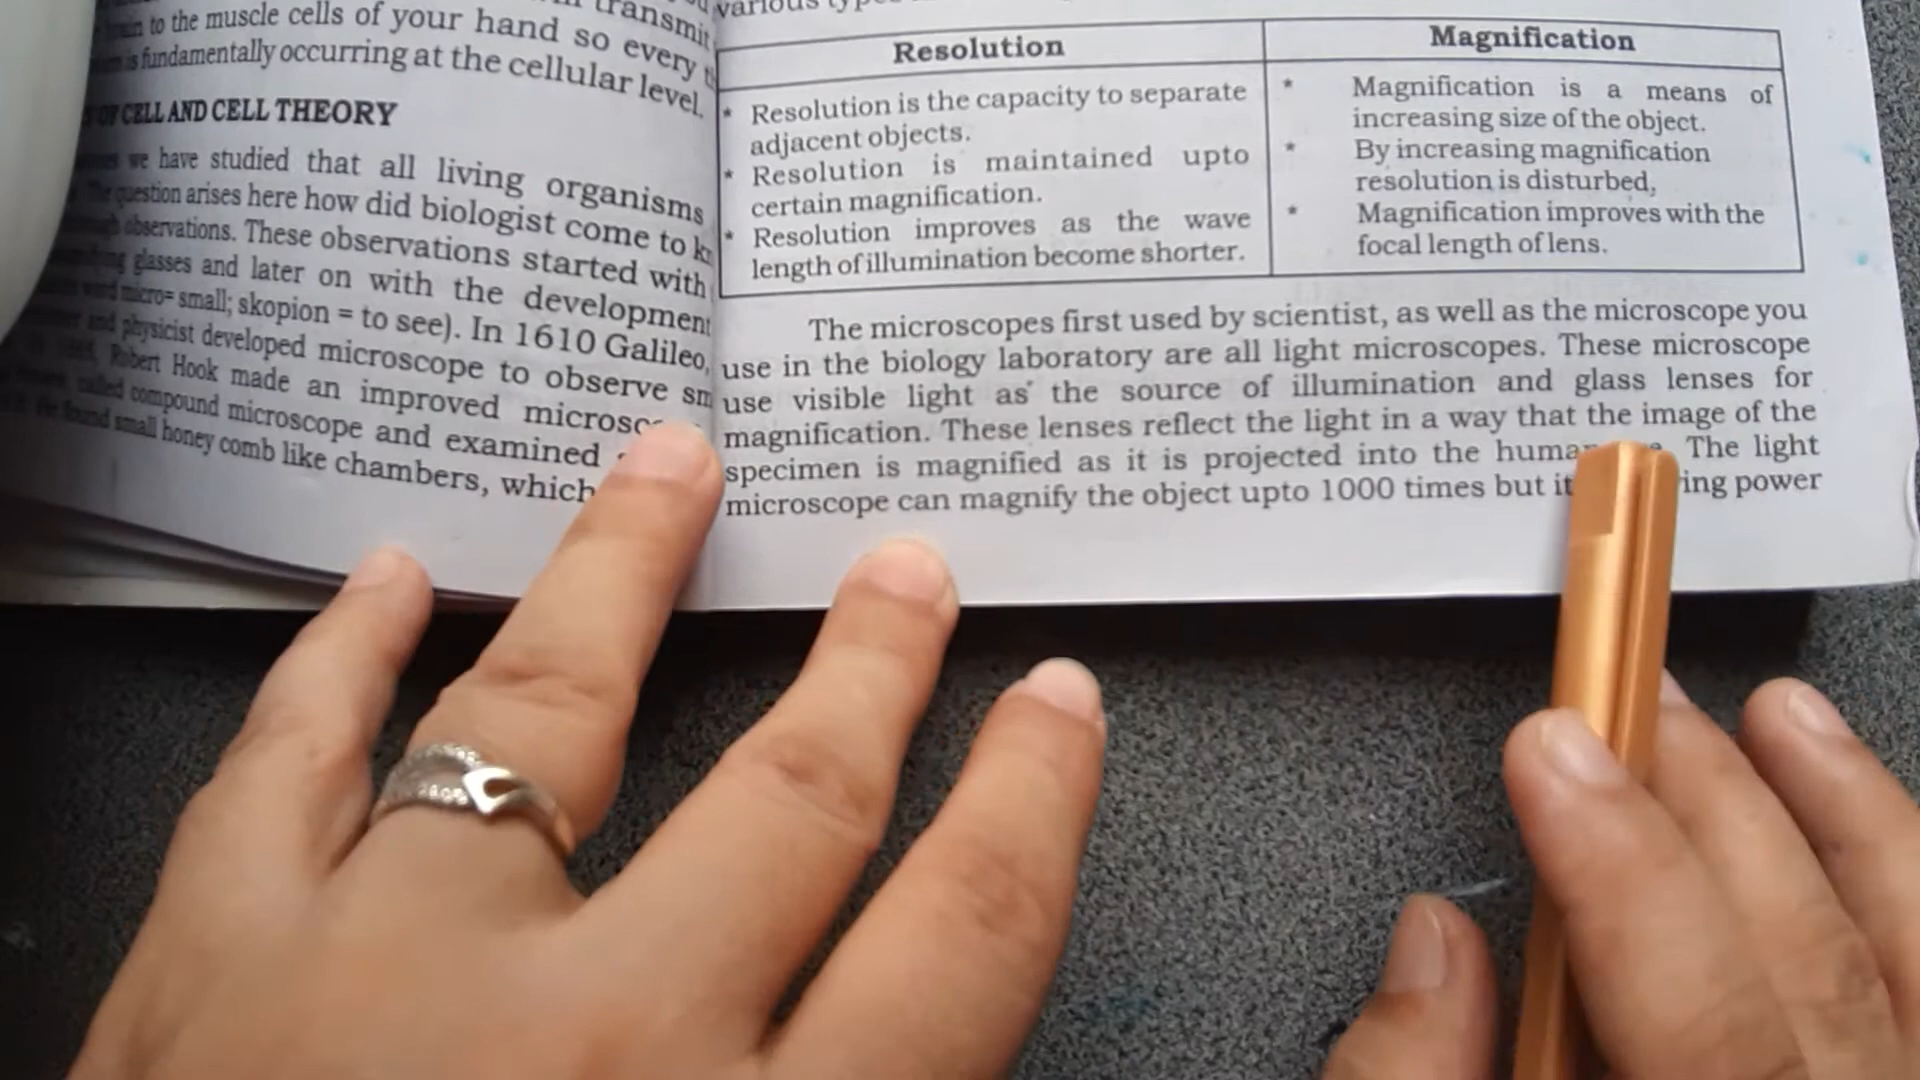 transmit
to the muscle cells of your hand so every
is fundamentally occurring at the cellular level.
OF CELL AND CELL THEORY
we have studied that all living organisms
The question arises here how did biologist come to
observations. These observations started with
glasses and later on with the development
word micro= small; skopion = to see). In 1610 Galileo,
and physicist developed microscope to observe sm
Robert Hook made an improved
called compound microscope and examined
He found small honey comb like chambers, which
various
Resolution
* Resolution is the capacity to separate
adjacent objects.
* Resolution is maintained upto
certain magnification.
* Resolution improves as the wave
length of illumination become shorter.
Magnification
* Magnification is a means of
increasing size of the object.
* By increasing magnification
resolution is disturbed,
* Magnification improves with the
focal length of lens.
The microscopes first used by scientist, as well as the microscope you
use in the biology laboratory are all light microscopes. These microscope
use visible light as the source of illumination and glass lenses for
magnification. These lenses reflect the light in a way that the image of the
specimen is magnified as it is projected into the The light
microscope can magnify the object upto 1000 times but power